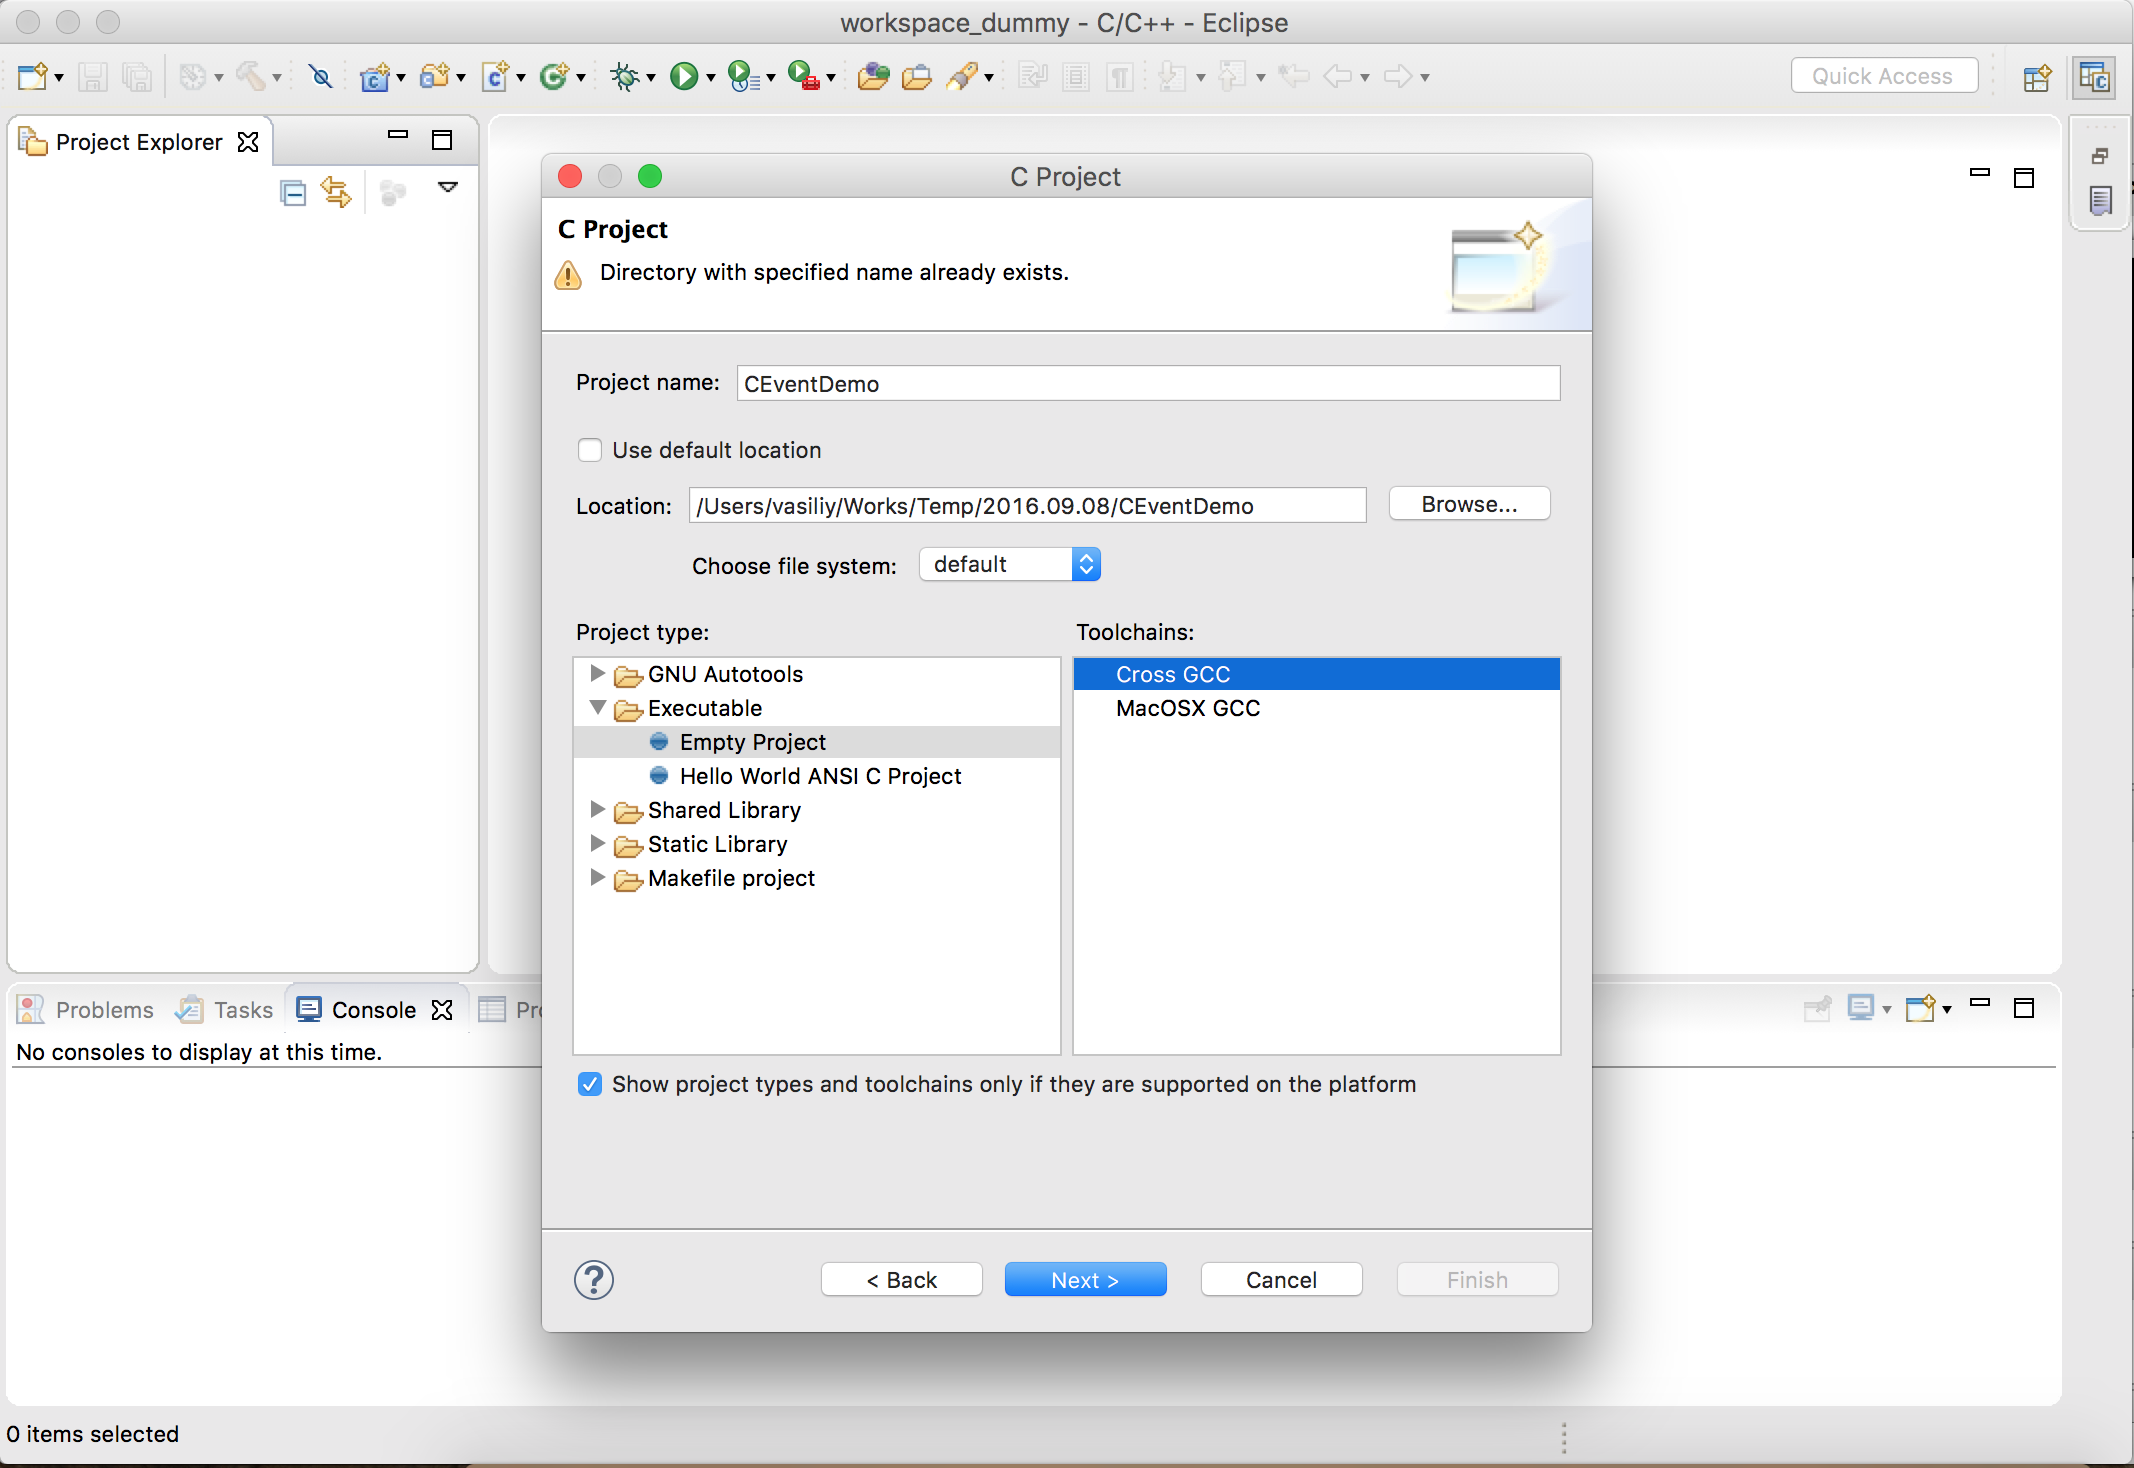 workspace_dummy - C/C++ - Eclipse
Quick Access
Project Explorer
C Project
C Project
Directory with specified name already exists.
Project name: CEventDemo
Use default location
Location: /Users/vasiliy/Works/Temp/2016.09.08/CEventDemo Browse...
Choose file system: default
Project type: Toolchains:
GNU Autotools Cross GCC
Executable MacOSX GCC
Empty Project
Hello World ANSI C Project
Shared Library
Static Library
Makefile project
Problems Tasks Console Pr
No consoles to display at this time.
Show project types and toolchains only if they are supported on the platform
? < Back Next > Cancel Finish
0 items selected